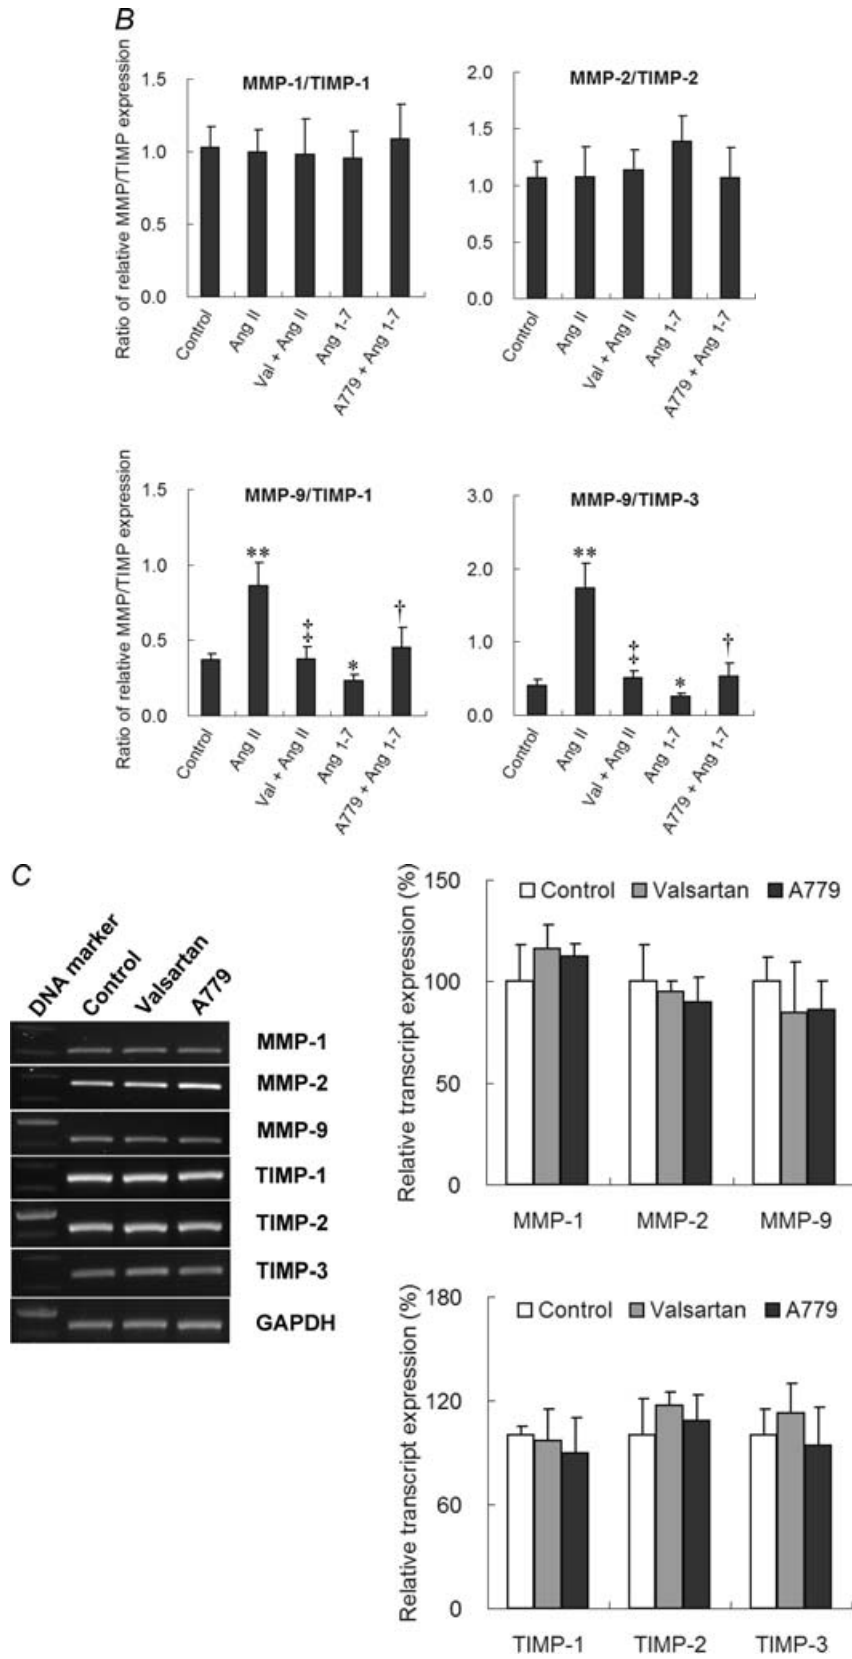 B
Ratio of relative MMP/TIMP expression
MMP-1/TIMP-1
1.5
1.0
0.5
0.0
Control
Ang II
Val + Ang II
Ang 1-7
A779 + Ang 1-7
MMP-2/TIMP-2
2.0
1.5
1.0
0.5
0.0
Control
Ang II
Val + Ang II
Ang 1-7
A779 + Ang 1-7
Ratio of relative MMP/TIMP expression
MMP-9/TIMP-1
1.5
1.0
0.5
0.0
**
‡
*
†
Control
Ang II
Val + Ang II
Ang 1-7
A779 + Ang 1-7
MMP-9/TIMP-3
3.0
2.0
1.0
0.0
**
‡
*
†
Control
Ang II
Val + Ang II
Ang 1-7
A779 + Ang 1-7
C
DNA marker
Control
Valsartan
A779
MMP-1
MMP-2
MMP-9
TIMP-1
TIMP-2
TIMP-3
GAPDH
Relative transcript expression (%)
150
100
50
0
Control Valsartan A779
MMP-1 MMP-2 MMP-9
Relative transcript expression (%)
180
120
60
0
Control Valsartan A779
TIMP-1 TIMP-2 TIMP-3